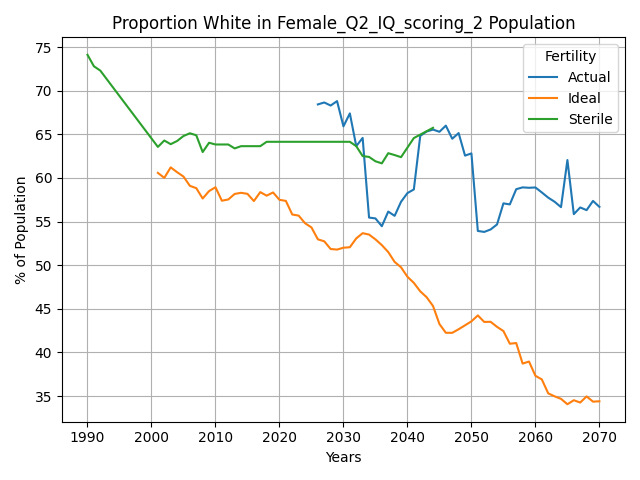 Proportion White in Female_Q2_IQ_scoring_2 Population
% of Population
75
70
65
60
55
50
45
40
35
Fertility
Actual
Ideal
Sterile
1990 2000 2010 2020 2030 2040 2050 2060 2070
Years